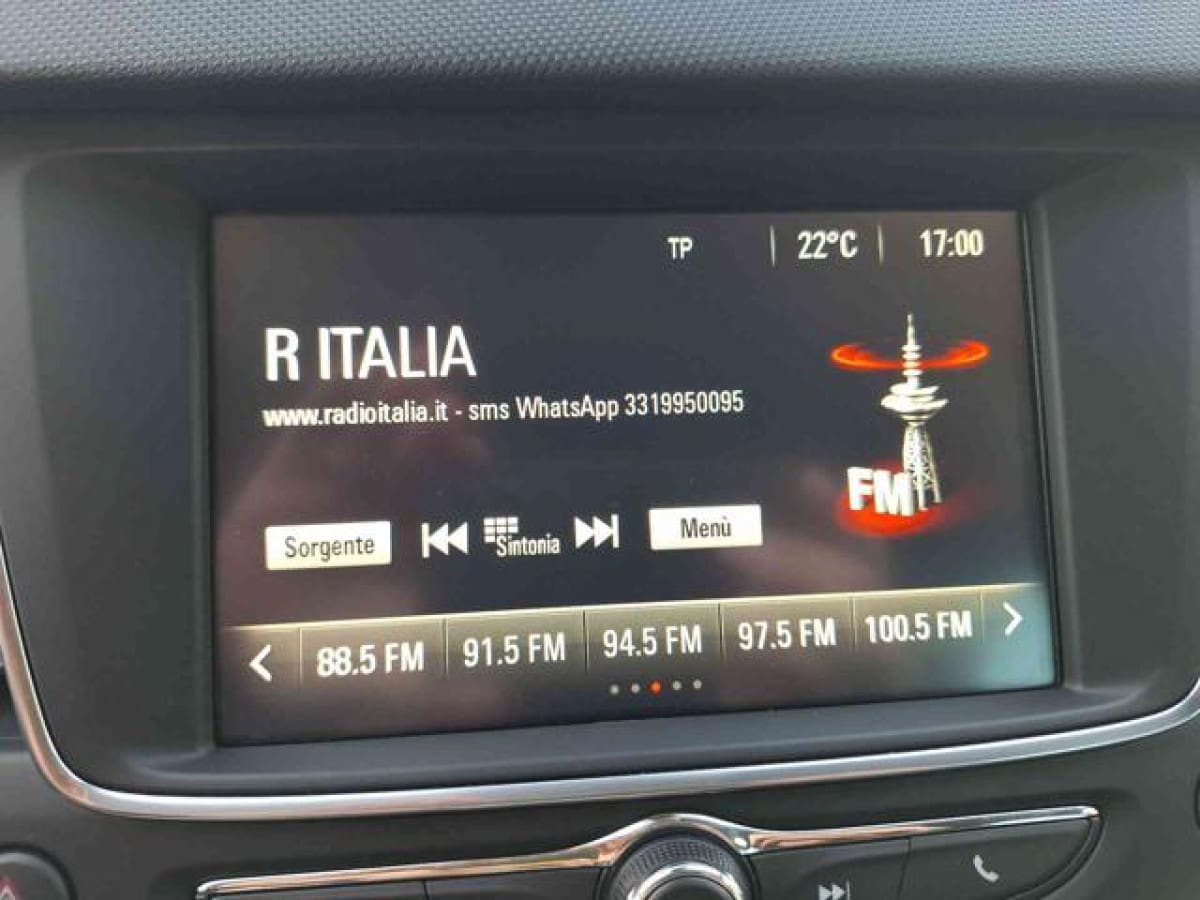 TP 22°C 17:00
R ITALIA
www.radioitalia.it - sms WhatsApp 3319950095
FM
Sorgente Sintonia Menù
88.5 FM 91.5 FM 94.5 FM 97.5 FM 100.5 FM